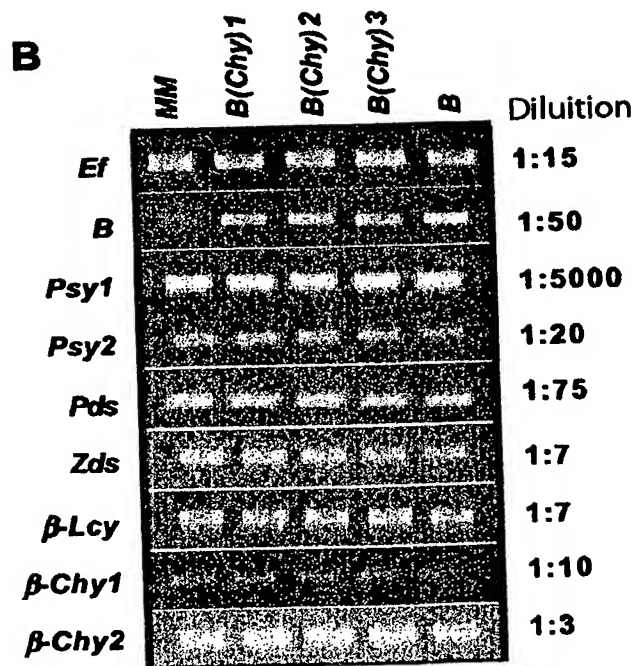 B
MM B(Chy)1 B(Chy)2 B(Chy)3 B Diluition
Ef 1:15
B 1:50
Psy1 1:5000
Psy2 1:20
Pds 1:75
Zds 1:7
β-Lcy 1:7
β-Chy1 1:10
β-Chy2 1:3